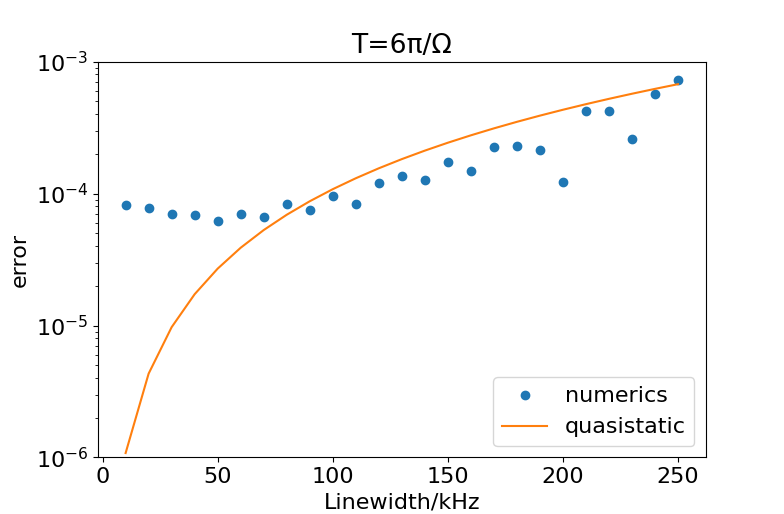 T=6π/Ω
10⁻³
10⁻⁴
10⁻⁵
10⁻⁶
error
0 50 100 150 200 250
Linewidth/kHz
numerics
quasistatic